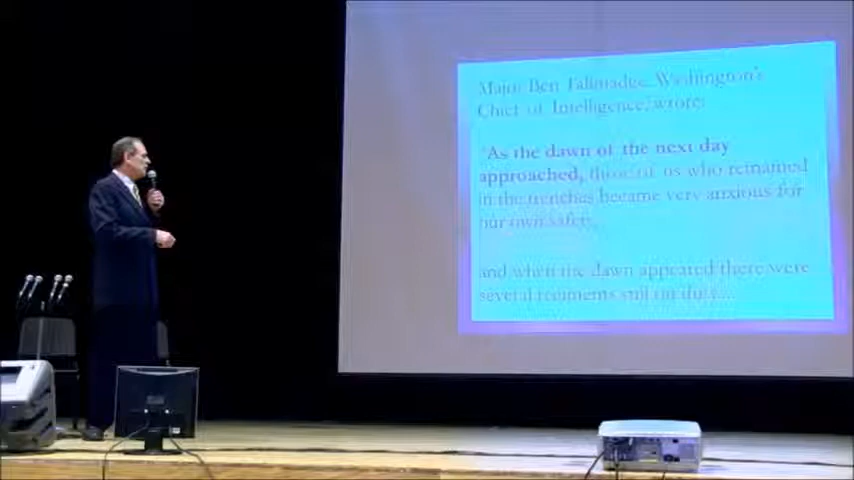 Major Ben Tallmadge, Washington's
Chief of Intelligence, wrote:
"As the dawn of the next day
approached, those of us who remained
in the trenches became very anxious for
our own safety,
and when the dawn appeared there were
several regiments still on duty...